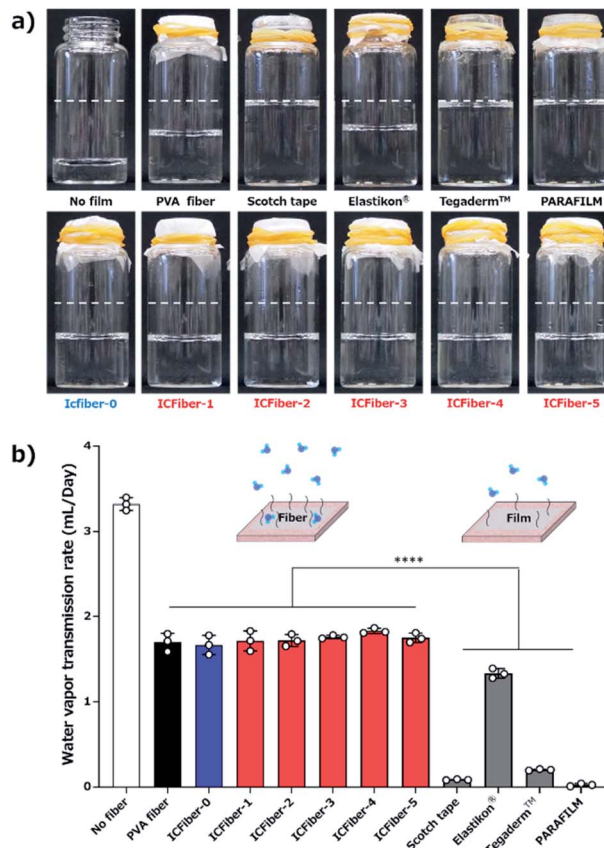 a)
No film PVA fiber Scotch tape Elastikon® Tegaderm™ PARAFILM
Icfiber-0 ICFiber-1 ICFiber-2 ICFiber-3 ICFiber-4 ICFiber-5
b)
Water vapor transmission rate (mL/Day)
4
3
2
1
0
Fiber
Film
****
No fiber
PVA fiber
ICFiber-0
ICFiber-1
ICFiber-2
ICFiber-3
ICFiber-4
ICFiber-5
Scotch tape
Elastikon®
Tegaderm™
PARAFILM